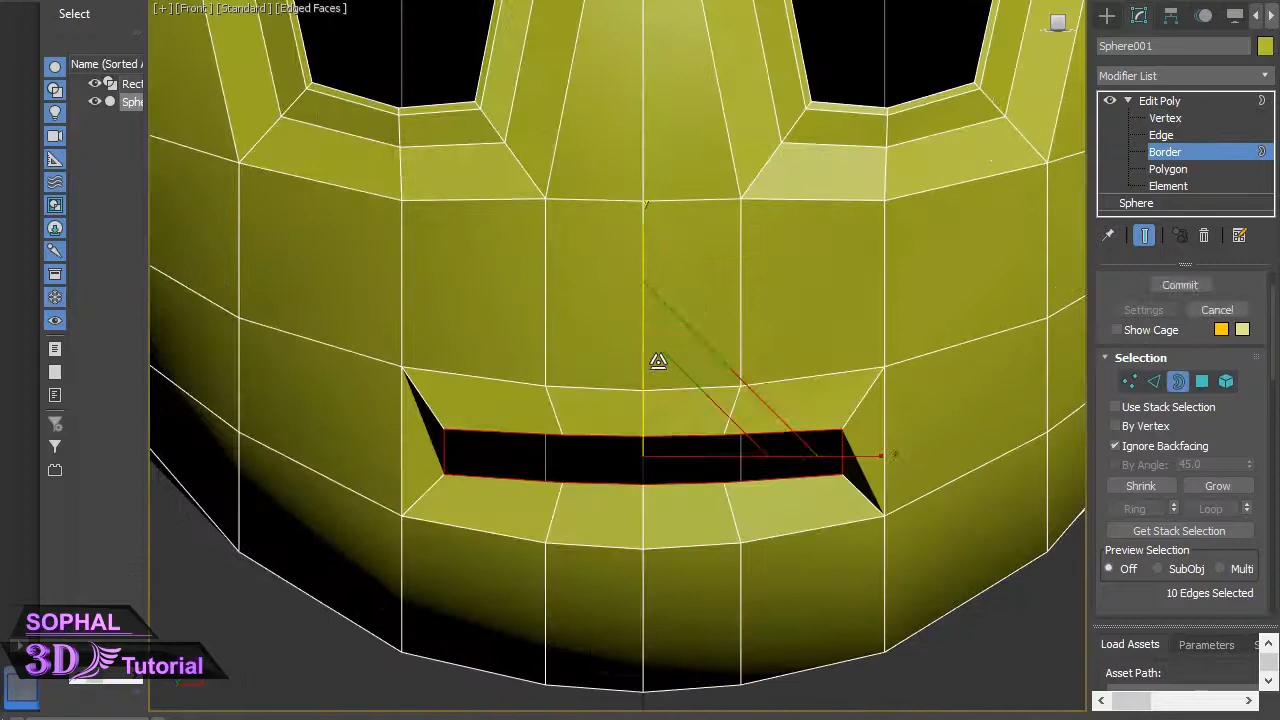 Select
[+] [Front] [Standard] [Edged Faces]
Name (Sorted A
Rect
Sphe
y
SOPHAL
3D Tutorial
Sphere001
Modifier List
Edit Poly
Vertex
Edge
Border
Polygon
Element
Sphere
Commit
Settings
Cancel
Show Cage
Selection
Use Stack Selection
By Vertex
Ignore Backfacing
By Angle: 45.0
Shrink
Grow
Ring
Loop
Get Stack Selection
Preview Selection
Off
SubObj
Multi
10 Edges Selected
Load Assets
Parameters
S
Asset Path: